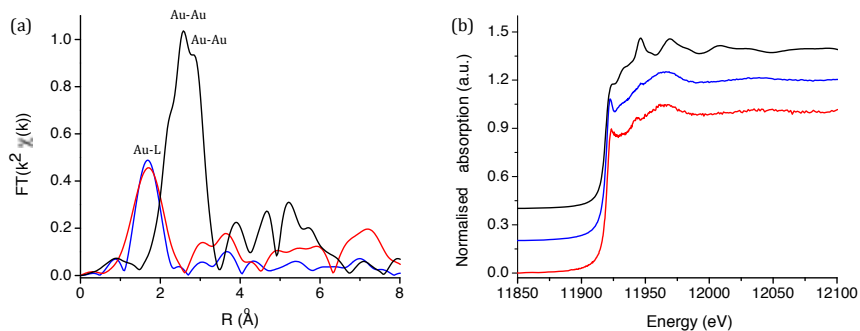 (a)
Au-Au
Au-Au
Au-L
FT(k² χ(k))
1.0
0.8
0.6
0.4
0.2
0.0
0 2 4 6 8
R (Å)
(b)
Normalised absorption (a.u.)
1.5
1.2
0.9
0.6
0.3
0.0
11850 11900 11950 12000 12050 12100
Energy (eV)